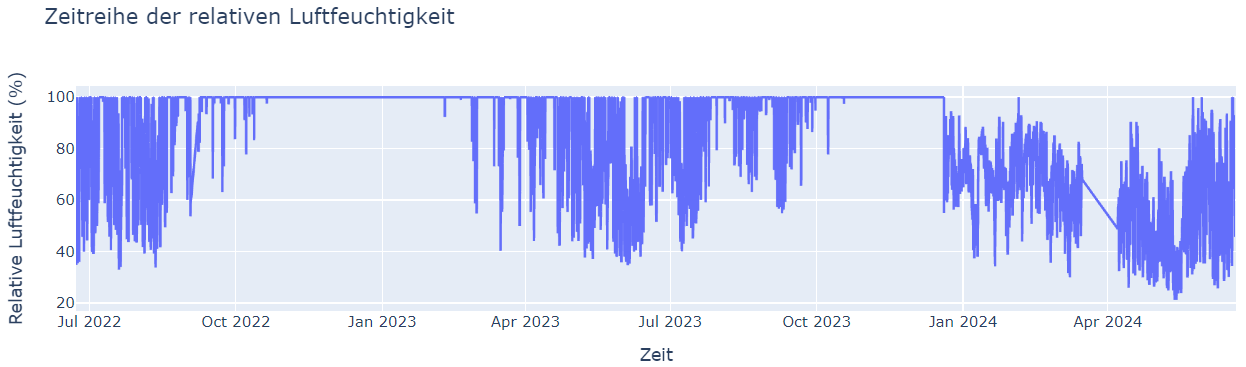 Zeitreihe der relativen Luftfeuchtigkeit
Relative Luftfeuchtigkeit (%)
100
80
60
40
20
Jul 2022
Oct 2022
Jan 2023
Apr 2023
Jul 2023
Oct 2023
Jan 2024
Apr 2024
Zeit